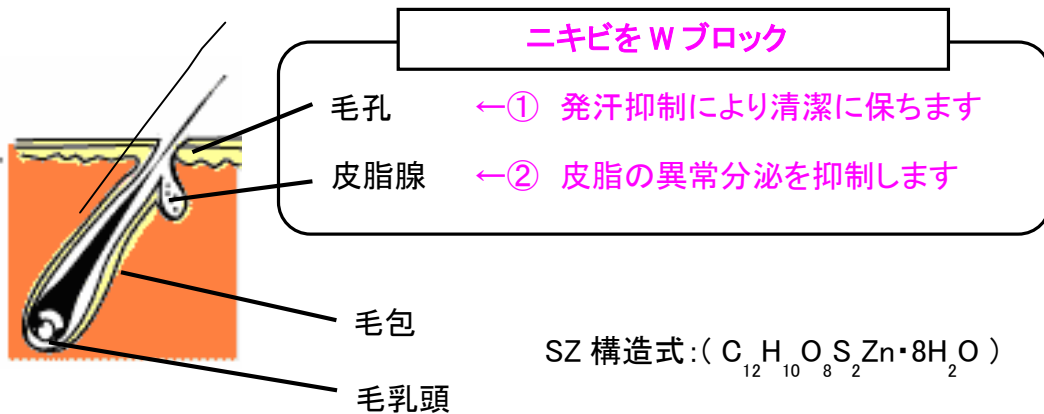 ニキビを W ブロック
毛孔 ←① 発汗抑制により清潔に保ちます
皮脂腺 ←② 皮脂の異常分泌を抑制します
毛包
SZ 構造式:( C₁₂H₁₀O₈S₂Zn・8H₂O )
毛乳頭